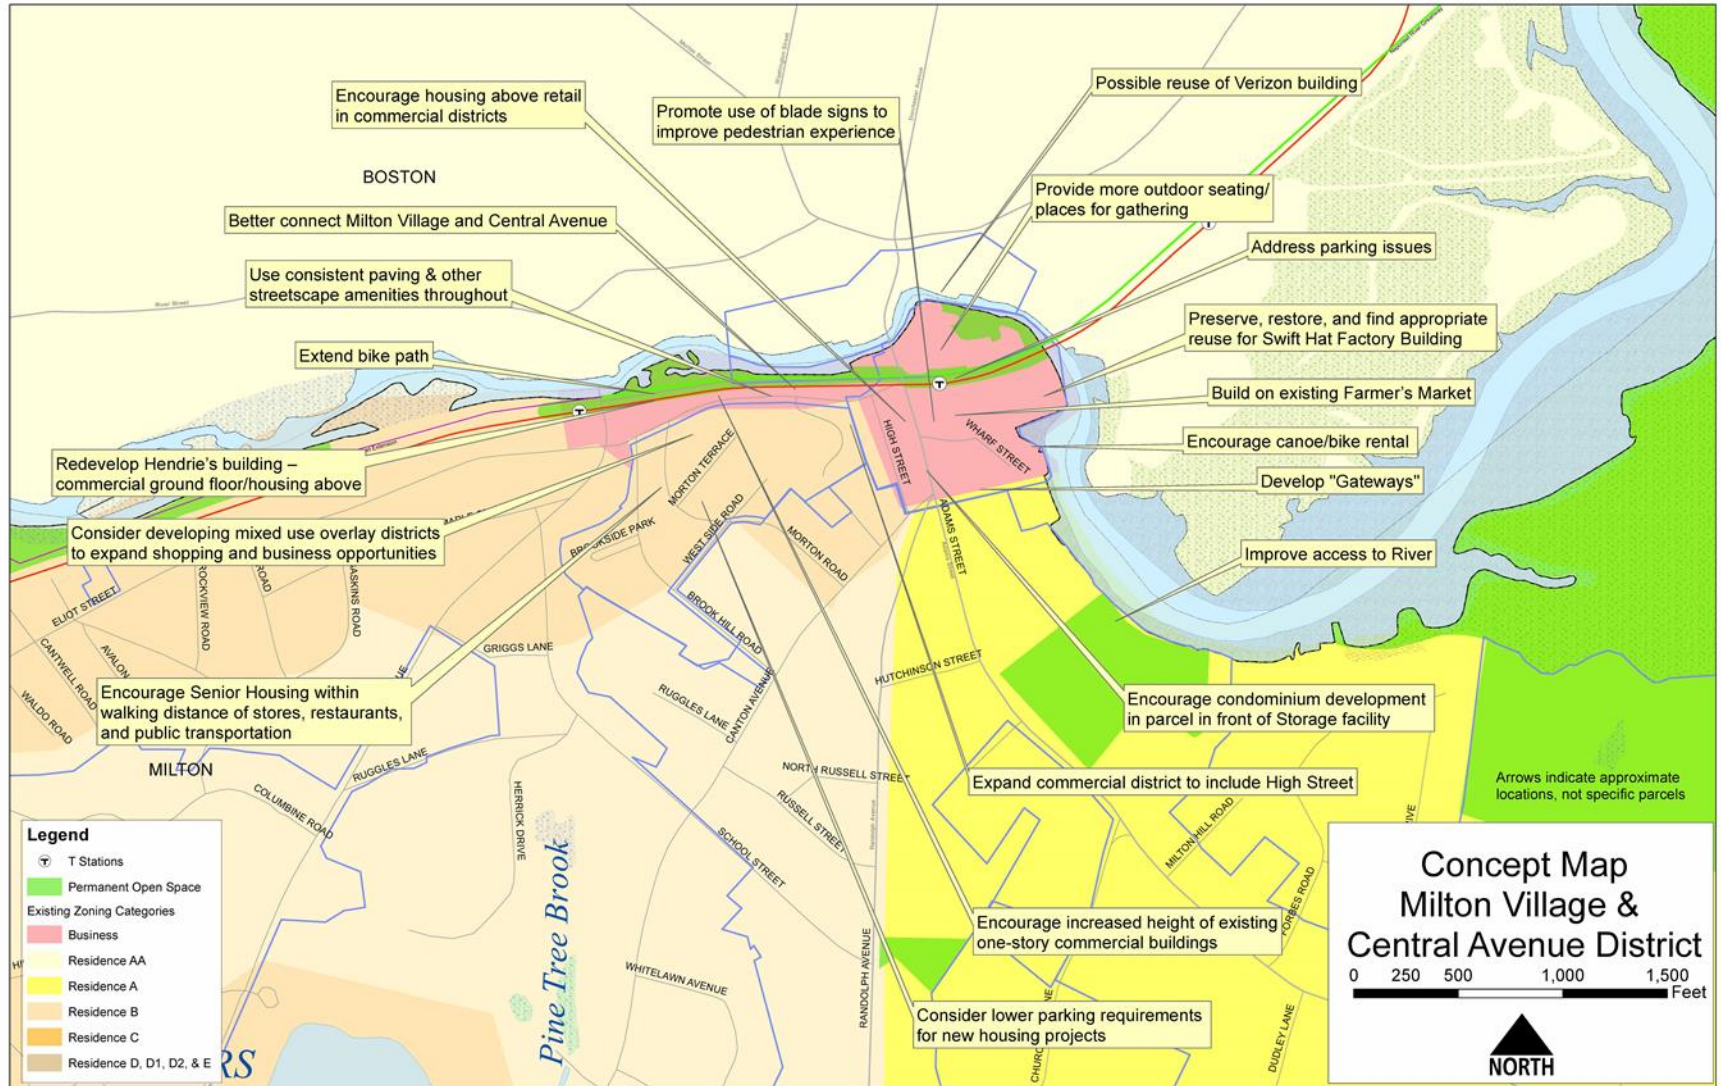 Possible reuse of Verizon building
Encourage housing above retail
in commercial districts
Promote use of blade signs to
improve pedestrian experience
BOSTON
Provide more outdoor seating/
places for gathering
Better connect Milton Village and Central Avenue
Address parking issues
Use consistent paving & other
streetscape amenities throughout
River Street
Preserve, restore, and find appropriate
reuse for Swift Hat Factory Building
Extend bike path
Build on existing Farmer's Market
HIGH STREET
WHARF STREET
Encourage canoe/bike rental
Redevelop Hendrie's building –
commercial ground floor/housing above
MORTON TERRACE
Develop "Gateways"
Consider developing mixed use overlay districts
to expand shopping and business opportunities
BROOKSIDE PARK
WEST SIDE ROAD
MORTON ROAD
ADAMS STREET
Improve access to River
ELIOT STREET
ROCKVIEW ROAD
ROAD
HASKINS ROAD
BROOK HILL ROAD
CANTWELL ROAD
AVALON
GRIGGS LANE
HUTCHINSON STREET
WALDO ROAD
Encourage Senior Housing within
walking distance of stores, restaurants,
and public transportation
RUGGLES LANE
CANTON AVENUE
Encourage condominium development
in parcel in front of Storage facility
MILTON
RUGGLES LANE
NORTH RUSSELL STREET
Expand commercial district to include High Street
Arrows indicate approximate
locations, not specific parcels
COLUMBINE ROAD
HERRICK DRIVE
RUSSELL STREET
Randolph Avenue
MILTON HILL ROAD
SCHOOL STREET
Pine Tree Brook
FORBES ROAD
Encourage increased height of existing
one-story commercial buildings
RANDOLPH AVENUE
WHITELAWN AVENUE
Consider lower parking requirements
for new housing projects
DUDLEY LANE
RS
Legend
T Stations
Permanent Open Space
Existing Zoning Categories
Business
Residence AA
Residence A
Residence B
Residence C
Residence D, D1, D2, & E
Concept Map
Milton Village &
Central Avenue District
0 250 500 1,000 1,500
Feet
NORTH